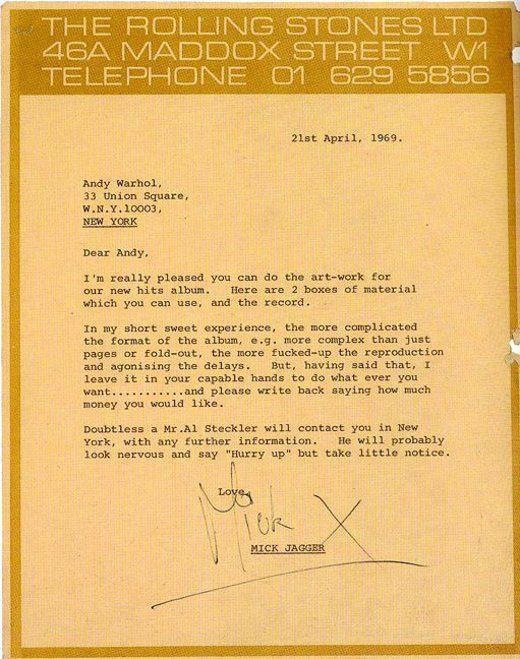 THE ROLLING STONES LTD
46A MADDOX STREET W1
TELEPHONE 01 629 5856
21st April, 1969.
Andy Warhol,
33 Union Square,
W.N.Y.10003,
NEW YORK
Dear Andy,
I'm really pleased you can do the art-work for
our new hits album. Here are 2 boxes of material
which you can use, and the record.
In my short sweet experience, the more complicated
the format of the album, e.g. more complex than just
pages or fold-out, the more fucked-up the reproduction
and agonising the delays. But, having said that, I
leave it in your capable hands to do what ever you
want...........and please write back saying how much
money you would like.
Doubtless a Mr.Al Steckler will contact you in New
York, with any further information. He will probably
look nervous and say "Hurry up" but take little notice.
Love,
Mick X
MICK JAGGER